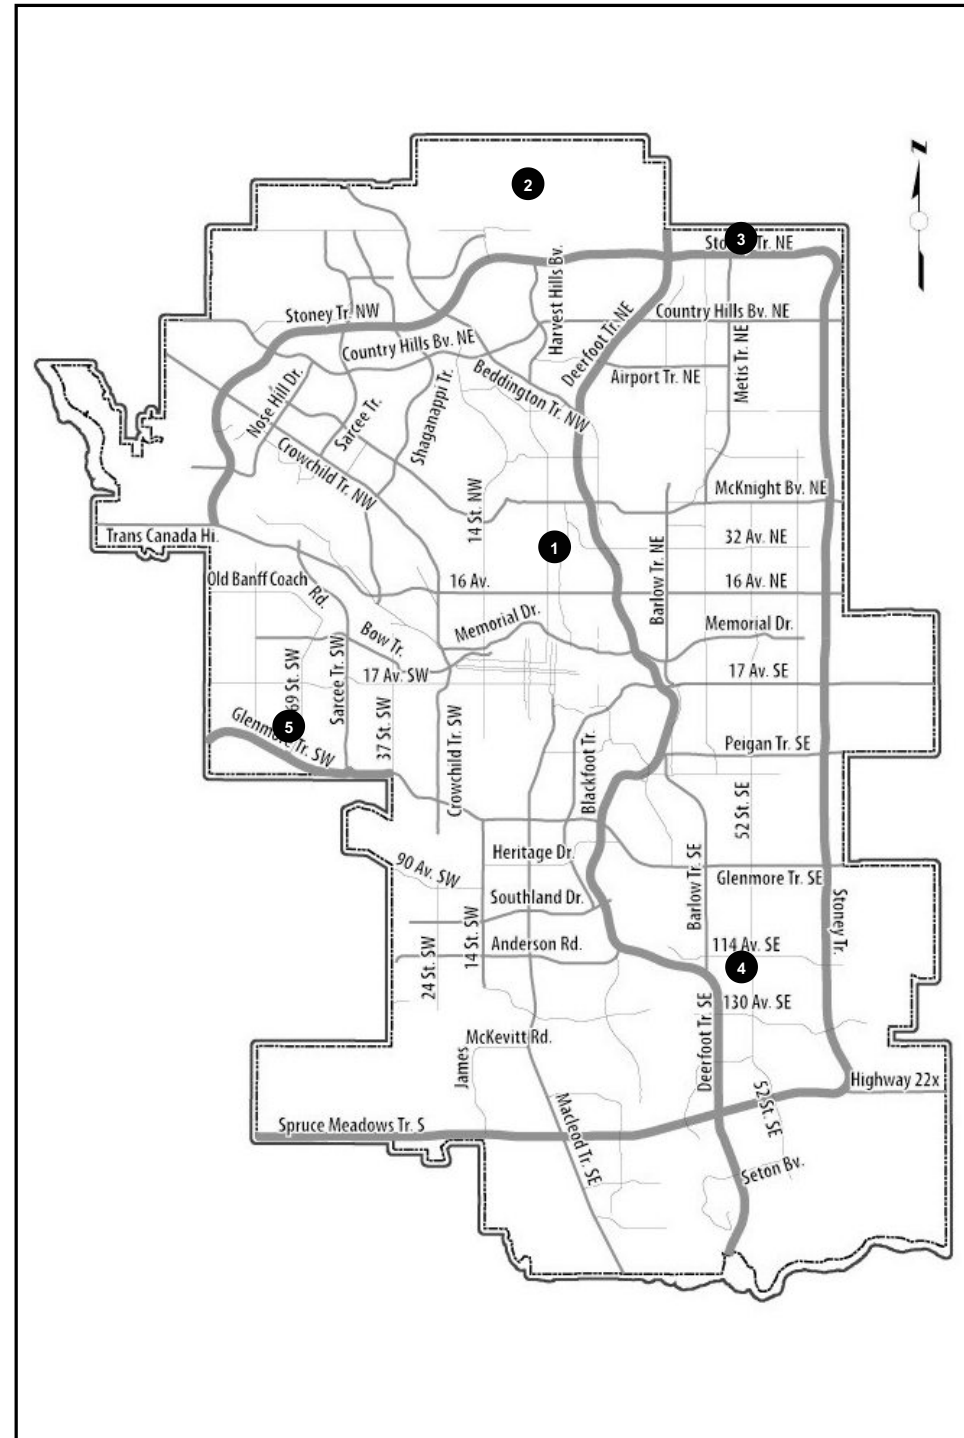 2
N
3
Stoney Tr. NE
Harvest Hills Bv.
Stoney Tr. NW
Country Hills Bv. NE
Deerfoot Tr. NE
Country Hills Bv. NE
Metis Tr. NE
Airport Tr. NE
Beddington Tr. NW
Nose Hill Dr.
Sarcee Tr.
Shaganappi Tr.
Crowchild Tr. NW
McKnight Bv. NE
14 St. NW
Trans Canada Hi.
1
32 Av. NE
Barlow Tr. NE
Old Banff Coach
Rd.
16 Av.
16 Av. NE
Bow Tr.
Memorial Dr.
Memorial Dr.
69 St. SW
Sarcee Tr. SW
17 Av. SW
17 Av. SE
37 St. SW
5
Glenmore Tr. SW
Crowchild Tr. SW
Blackfoot Tr.
Peigan Tr. SE
52 St. SE
Heritage Dr.
90 Av. SW
Barlow Tr. SE
Glenmore Tr. SE
Southland Dr.
Stoney Tr.
14 St. SW
Anderson Rd.
114 Av. SE
24 St. SW
4
130 Av. SE
Deerfoot Tr. SE
McKevitt Rd.
James
Highway 22x
52 St. SE
Spruce Meadows Tr. S
Macleod Tr. SE
Seton Bv.